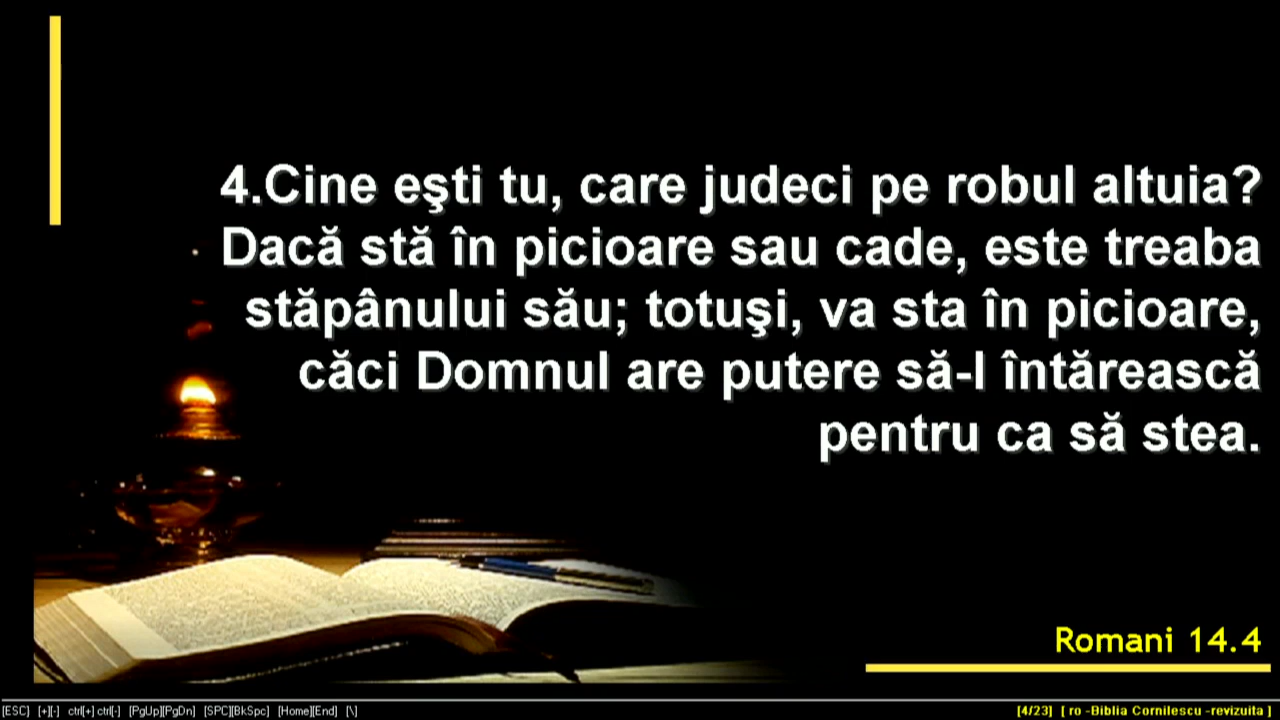 4.Cine eşti tu, care judeci pe robul altuia?
Dacă stă în picioare sau cade, este treaba
stăpânului său; totuşi, va sta în picioare,
căci Domnul are putere să-l întărească
pentru ca să stea.
Romani 14.4
[ESC] [+][-] ctrl[+] ctrl[-] [PgUp][PgDn] [SPC][BkSpc] [Home][End] [\]
[4/23] [ ro -Biblia Cornilescu -revizuita ]